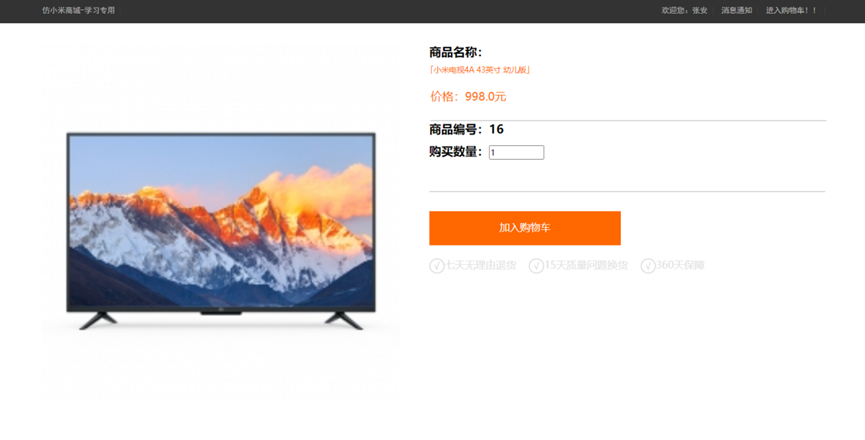 仿小米商城-学习专用
欢迎您，张安 消息通知 进入购物车！！
商品名称：
「小米电视4A 43英寸 幼儿版」
价格：998.0元
商品编号：16
购买数量：1
加入购物车
七天无理由退货 15天质量问题换货 360天保障